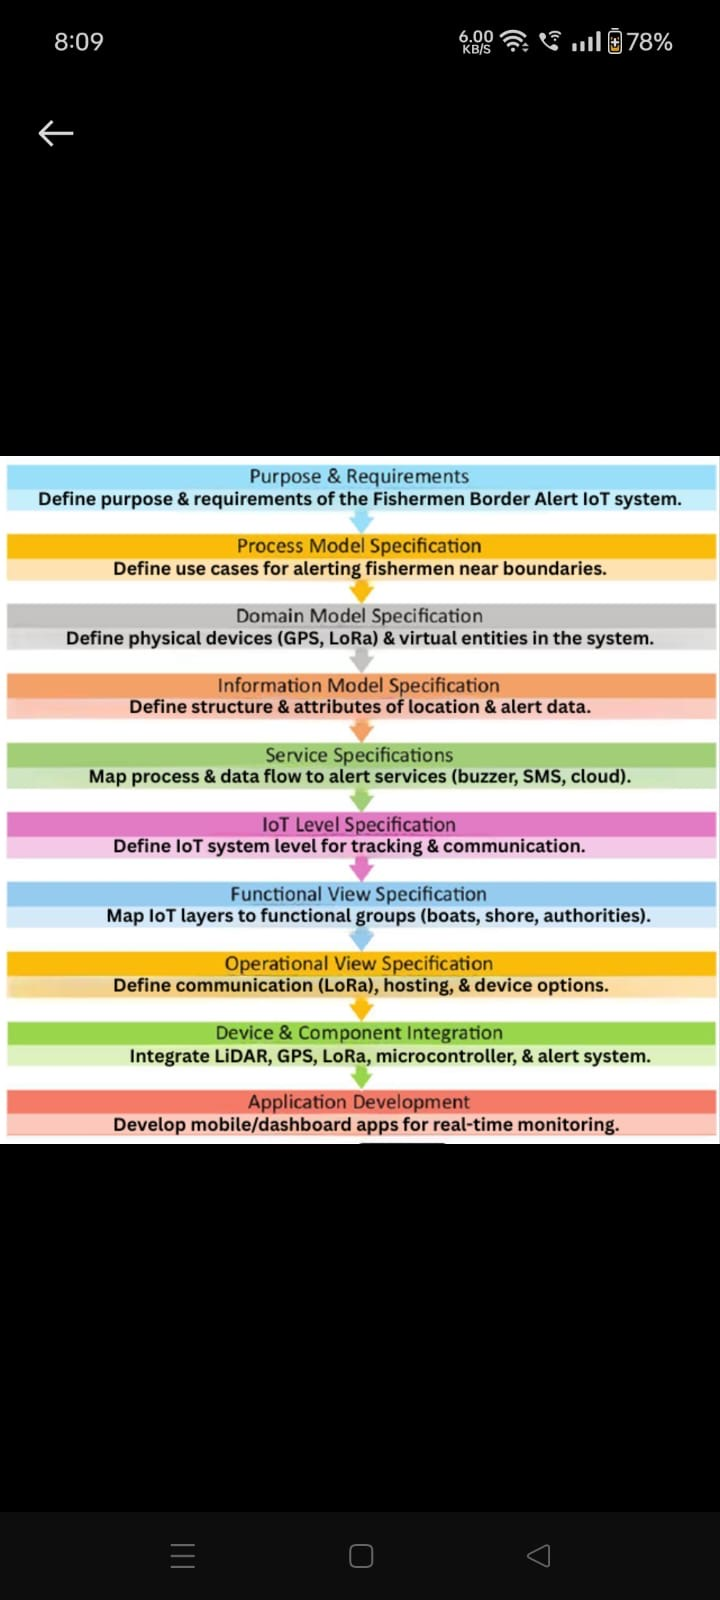 8:09
6.00
KB/S
78%
Purpose & Requirements
Define purpose & requirements of the Fishermen Border Alert IoT system.
Process Model Specification
Define use cases for alerting fishermen near boundaries.
Domain Model Specification
Define physical devices (GPS, LoRa) & virtual entities in the system.
Information Model Specification
Define structure & attributes of location & alert data.
Service Specifications
Map process & data flow to alert services (buzzer, SMS, cloud).
IoT Level Specification
Define IoT system level for tracking & communication.
Functional View Specification
Map IoT layers to functional groups (boats, shore, authorities).
Operational View Specification
Define communication (LoRa), hosting, & device options.
Device & Component Integration
Integrate LiDAR, GPS, LoRa, microcontroller, & alert system.
Application Development
Develop mobile/dashboard apps for real-time monitoring.